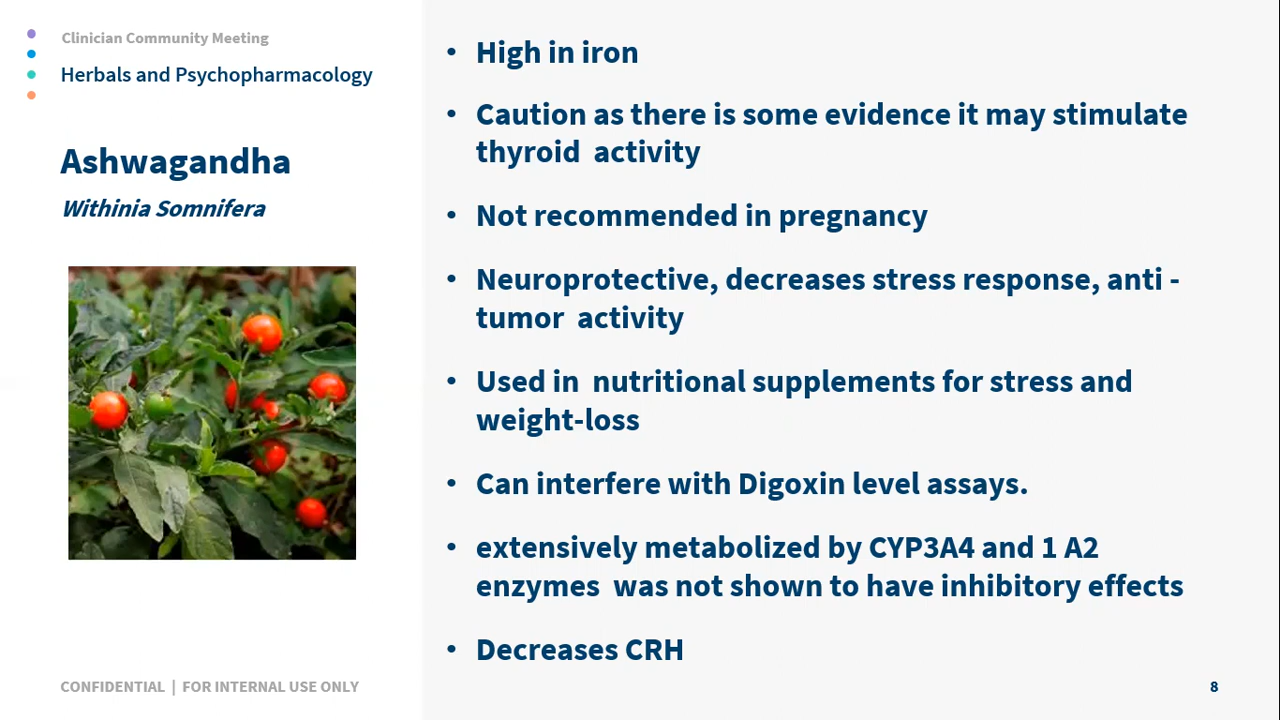 Clinician Community Meeting
Herbals and Psychopharmacology
Ashwagandha
Withinia Somnifera
• High in iron
• Caution as there is some evidence it may stimulate
thyroid activity
• Not recommended in pregnancy
• Neuroprotective, decreases stress response, anti -
tumor activity
• Used in nutritional supplements for stress and
weight-loss
• Can interfere with Digoxin level assays.
• extensively metabolized by CYP3A4 and 1 A2
enzymes was not shown to have inhibitory effects
• Decreases CRH
CONFIDENTIAL | FOR INTERNAL USE ONLY
8